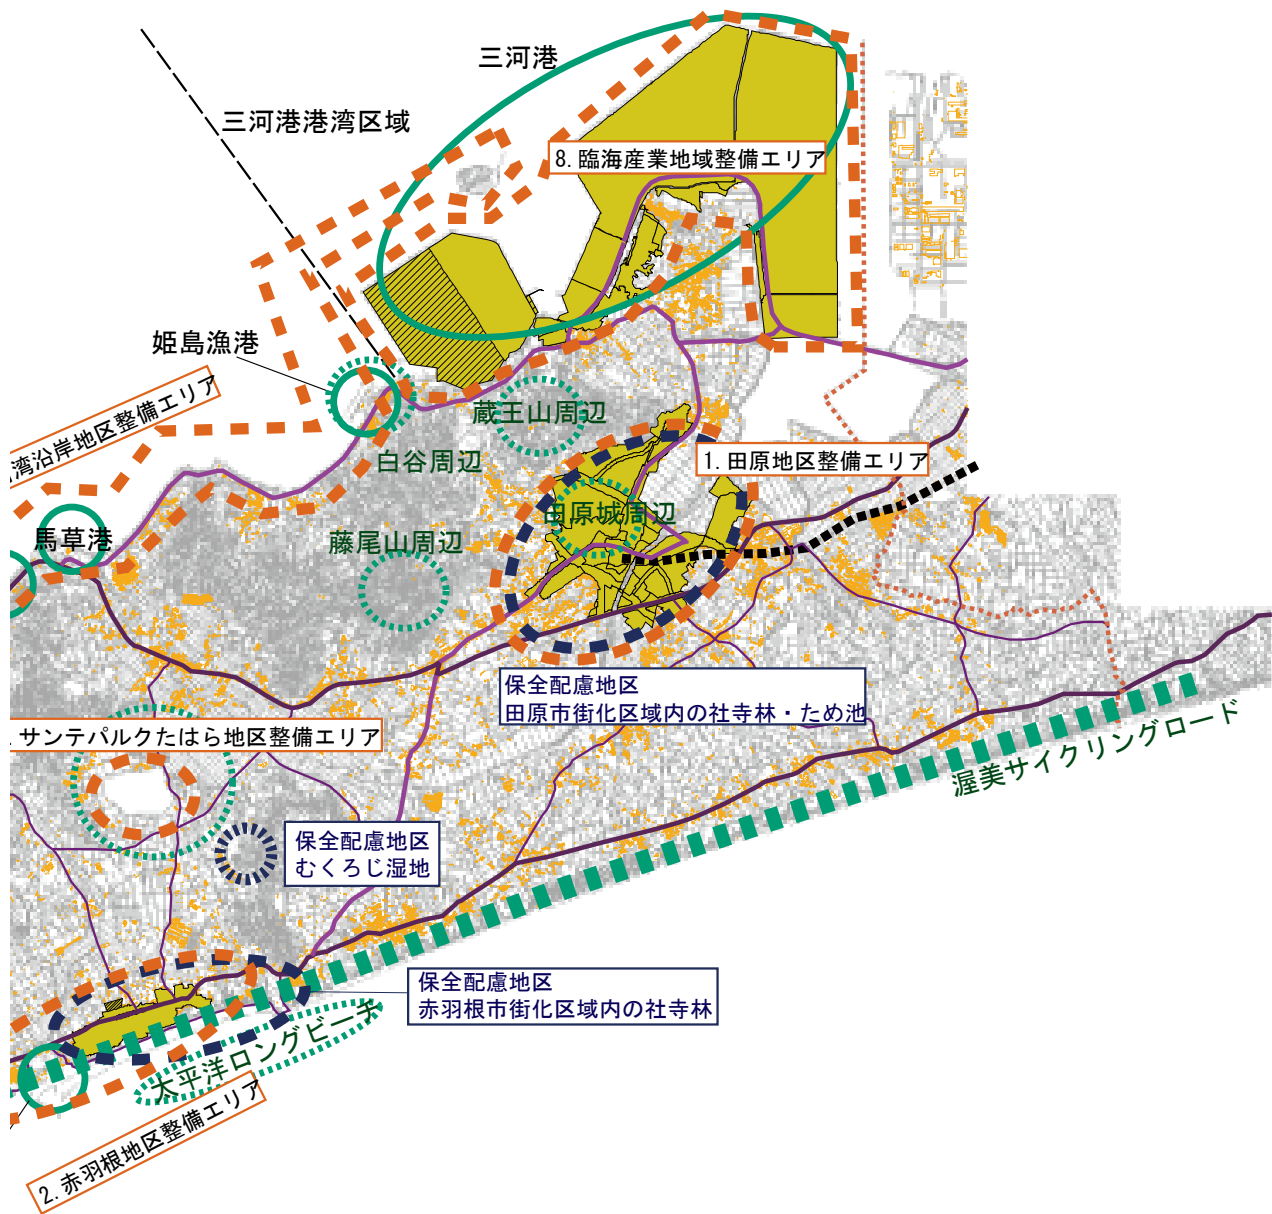 三河港
三河港港湾区域
8. 臨海産業地域整備エリア
姫島漁港
湾沿岸地区整備エリア
蔵王山周辺
白谷周辺
1. 田原地区整備エリア
田原城周辺
馬草港
藤尾山周辺
保全配慮地区
田原市街化区域内の社寺林・ため池
. サンテパルクたはら地区整備エリア
渥美サイクリングロード
保全配慮地区
むくろじ湿地
保全配慮地区
赤羽根市街化区域内の社寺林
太平洋ロングビーチ
2. 赤羽根地区整備エリア